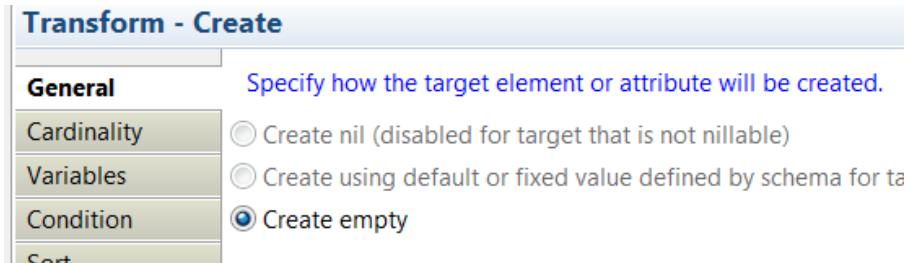 Transform - Create
General
Specify how the target element or attribute will be created.
Cardinality
Create nil (disabled for target that is not nillable)
Variables
Create using default or fixed value defined by schema for ta
Condition
Create empty
Sort